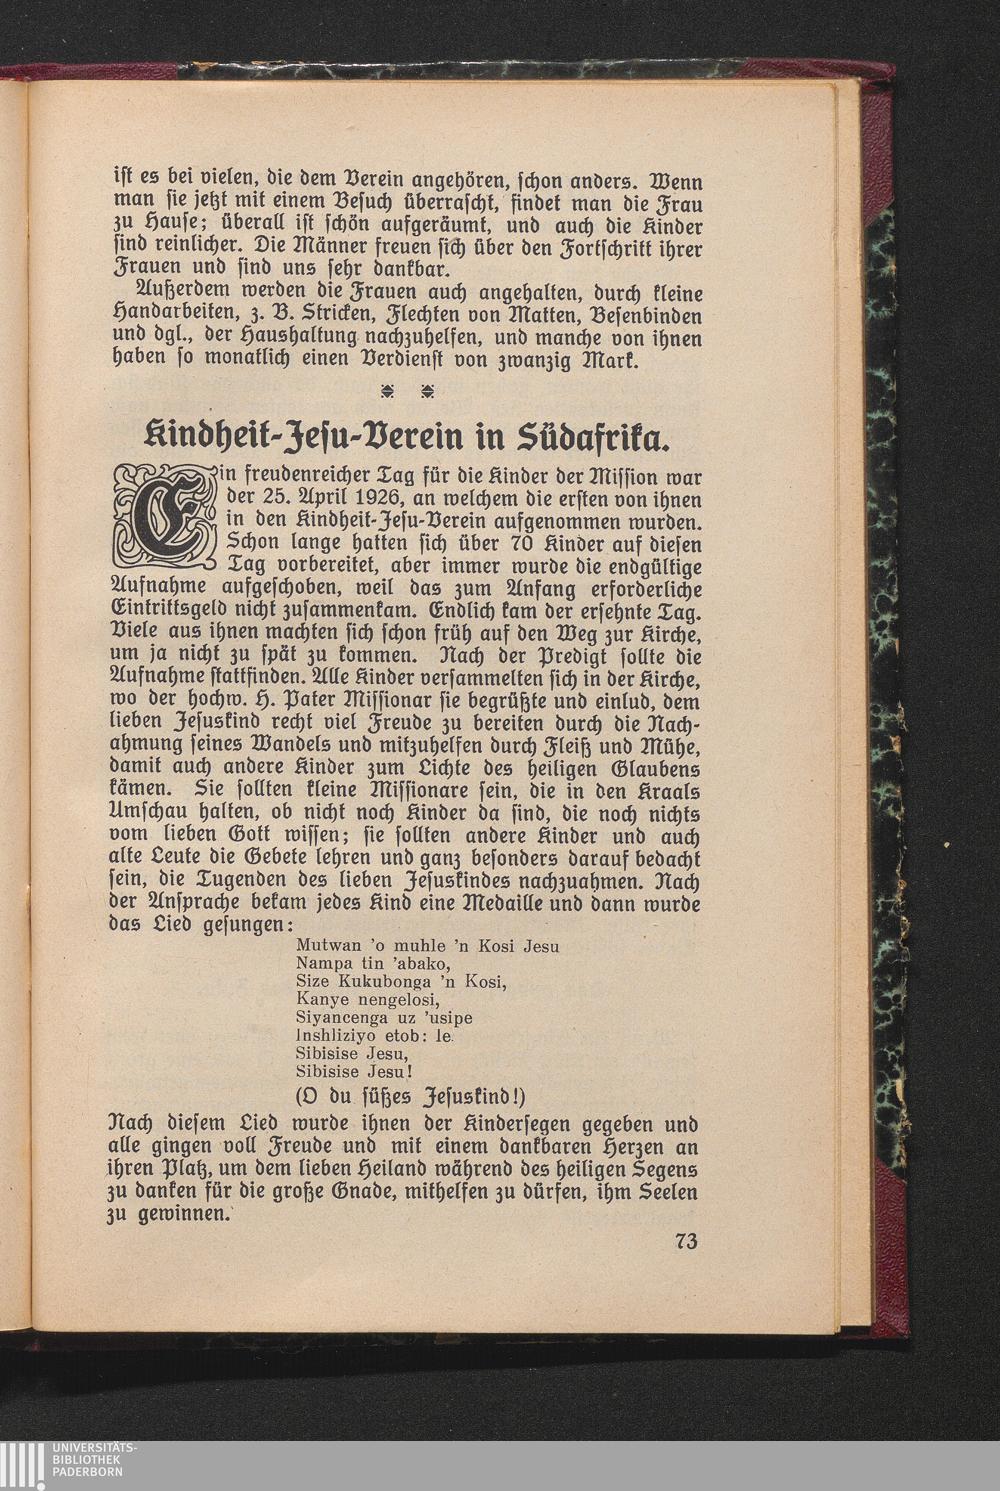 ist es bei vielen, die dem Verein angehören, schon anders. Wenn
man sie jetzt mit einem Besuch überrascht, findet man die Frau
zu Hause; überall ist schön aufgeräumt, und auch die Kinder
sind reinlicher. Die Männer freuen sich über den Fortschritt ihrer
Frauen und sind uns sehr dankbar.
Außerdem werden die Frauen auch angehalten, durch kleine
Handarbeiten, z. B. Stricken, Flechten von Matten, Besenbinden
und dgl., der Haushaltung nachzuhelfen, und manche von ihnen
haben so monatlich einen Verdienst von zwanzig Mark.
Kindheit-Jesu-Verein in Südafrika.
Ein freudenreicher Tag für die Kinder der Mission war
der 25. April 1926, an welchem die ersten von ihnen
in den Kindheit-Jesu-Verein aufgenommen wurden.
Schon lange hatten sich über 70 Kinder auf diesen
Tag vorbereitet, aber immer wurde die endgültige
Aufnahme aufgeschoben, weil das zum Anfang erforderliche
Eintrittsgeld nicht zusammenkam. Endlich kam der ersehnte Tag.
Viele aus ihnen machten sich schon früh auf den Weg zur Kirche,
um ja nicht zu spät zu kommen. Nach der Predigt sollte die
Aufnahme stattfinden. Alle Kinder versammelten sich in der Kirche,
wo der hochw. H. Pater Missionar sie begrüßte und einlud, dem
lieben Jesuskind recht viel Freude zu bereiten durch die Nach-
ahmung seines Wandels und mitzuhelfen durch Fleiß und Mühe,
damit auch andere Kinder zum Lichte des heiligen Glaubens
kämen. Sie sollten kleine Missionare sein, die in den Kraals
Umschau halten, ob nicht noch Kinder da sind, die noch nichts
vom lieben Gott wissen; sie sollten andere Kinder und auch
alte Leute die Gebete lehren und ganz besonders darauf bedacht
sein, die Tugenden des lieben Jesuskindes nachzuahmen. Nach
der Ansprache bekam jedes Kind eine Medaille und dann wurde
das Lied gesungen:
Mutwan 'o muhle 'n Kosi Jesu
Nampa tin 'abako,
Size Kukubonga 'n Kosi,
Kanye nengelosi,
Siyancenga uz 'usipe
Inshliziyo etob: le
Sibisise Jesu,
Sibisise Jesu!
(O du süßes Jesuskind!)
Nach diesem Lied wurde ihnen der Kindersegen gegeben und
alle gingen voll Freude und mit einem dankbaren Herzen an
ihren Platz, um dem lieben Heiland während des heiligen Segens
zu danken für die große Gnade, mithelfen zu dürfen, ihm Seelen
zu gewinnen.
73
UNIVERSITÄTS-
BIBLIOTHEK
PADERBORN